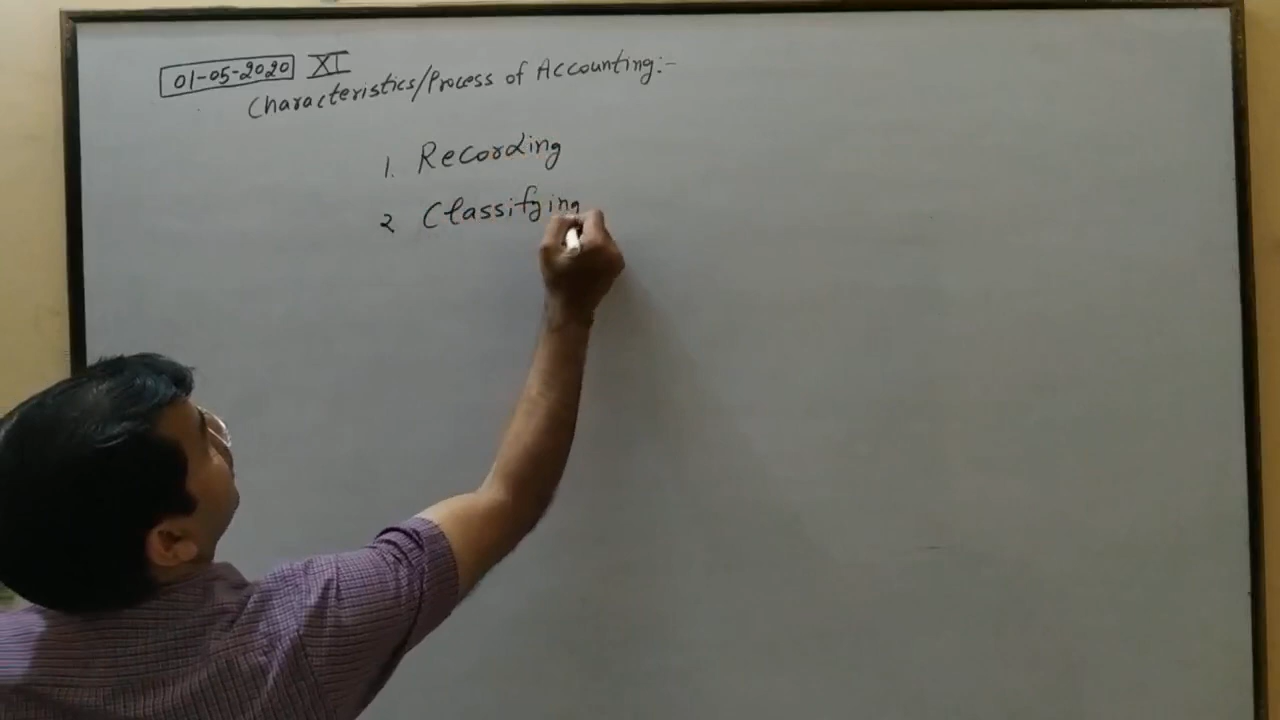 01-05-2020 XI
Characteristics/Process of Accounting:-
1. Recording
2 Classifying